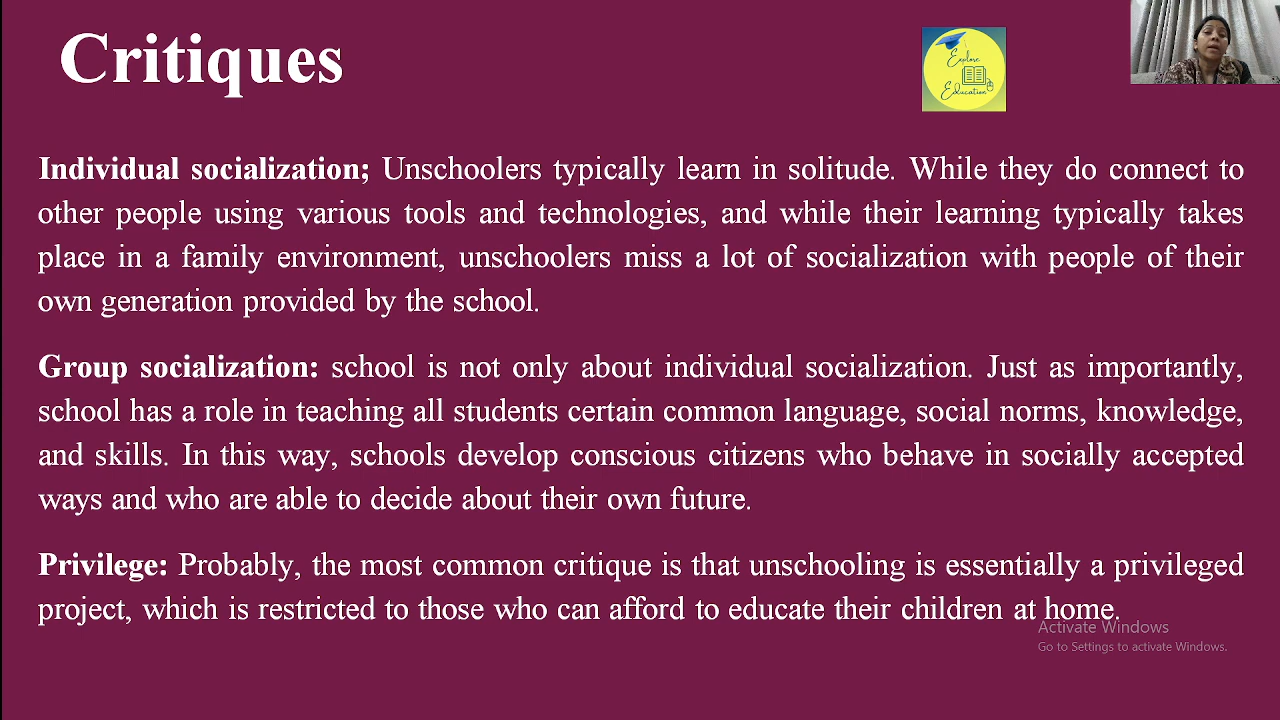 Critiques
Explore
Education
Individual socialization; Unschoolers typically learn in solitude. While they do connect to
other people using various tools and technologies, and while their learning typically takes
place in a family environment, unschoolers miss a lot of socialization with people of their
own generation provided by the school.
Group socialization: school is not only about individual socialization. Just as importantly,
school has a role in teaching all students certain common language, social norms, knowledge,
and skills. In this way, schools develop conscious citizens who behave in socially accepted
ways and who are able to decide about their own future.
Privilege: Probably, the most common critique is that unschooling is essentially a privileged
project, which is restricted to those who can afford to educate their children at home.
Activate Windows
Go to Settings to activate Windows.